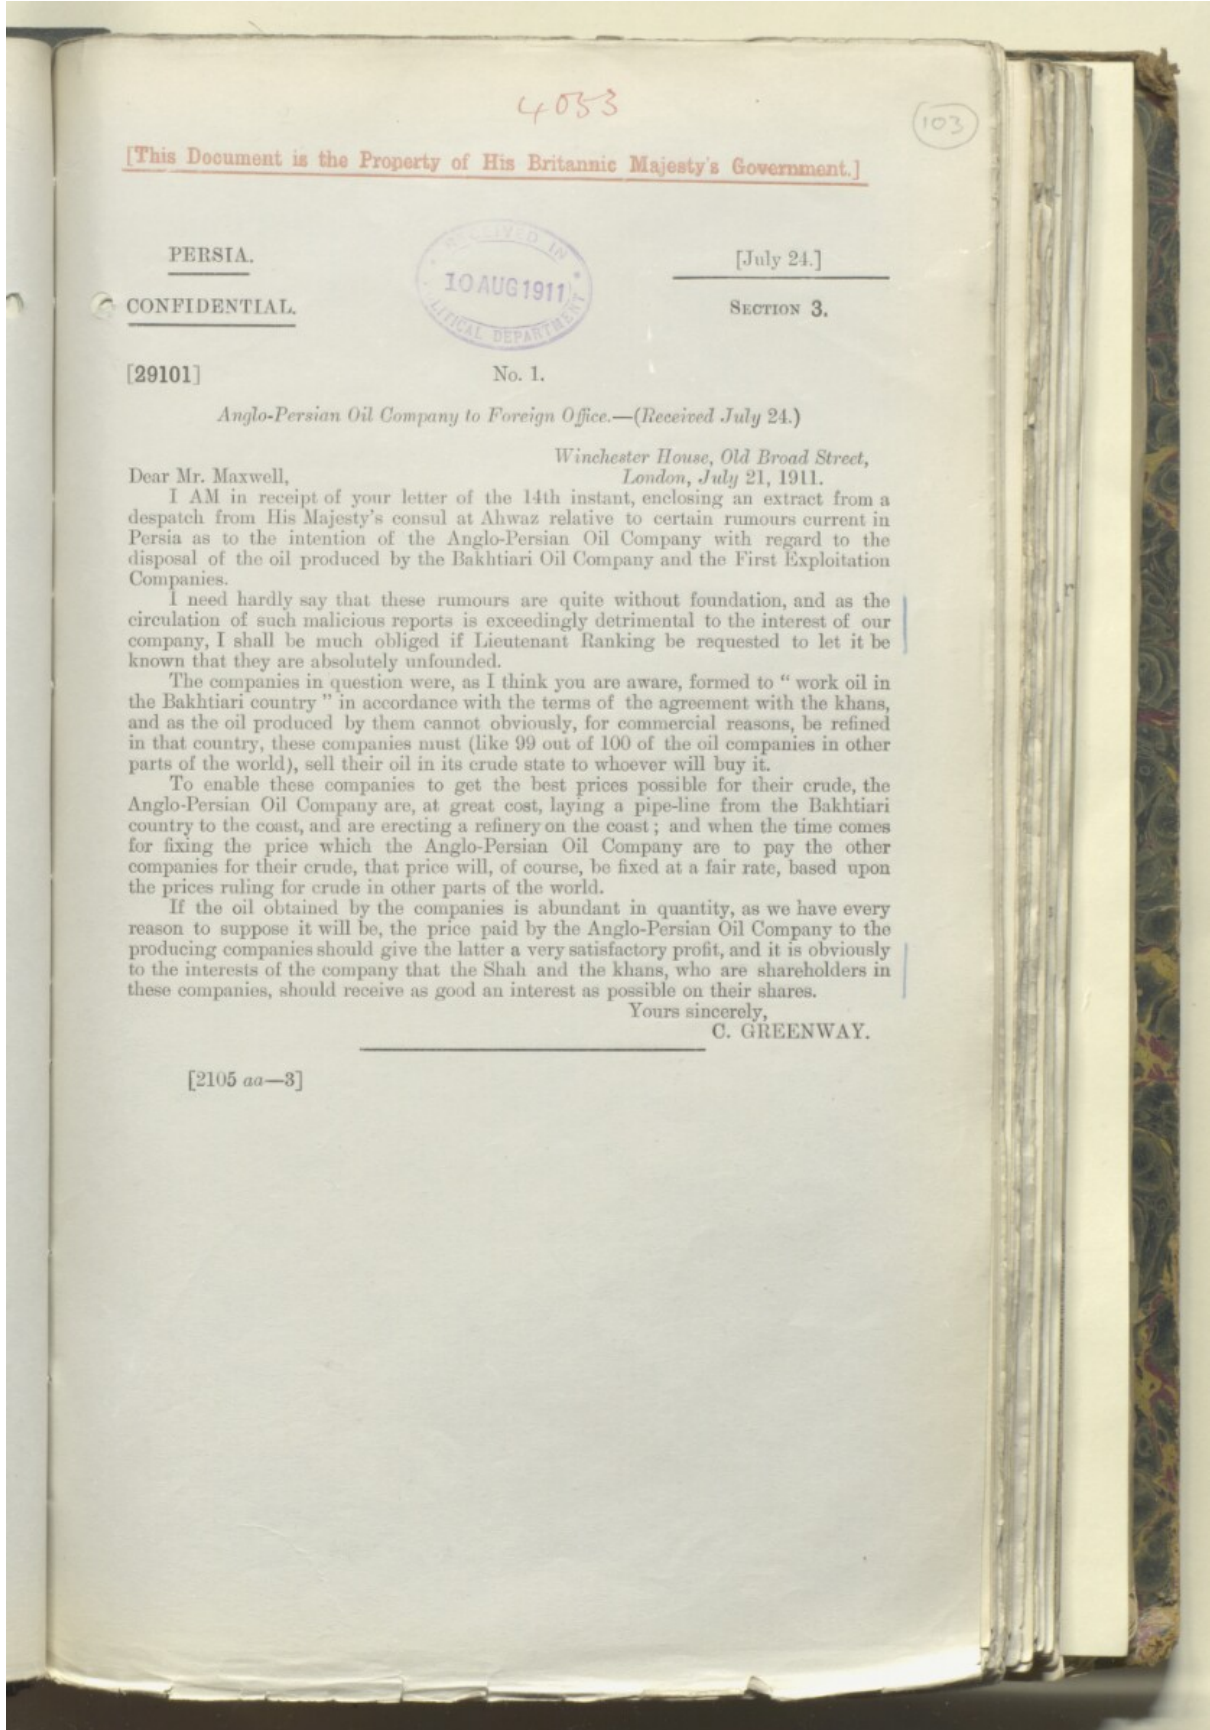 4053
103
[This Document is the Property of His Britannic Majesty's Government.]
PERSIA.
RECEIVED IN
[July 24.]
10 AUG 1911
CONFIDENTIAL.
SECTION 3.
POLITICAL DEPARTMENT
[29101]
No. 1.
Anglo-Persian Oil Company to Foreign Office.—(Received July 24.)
Winchester House, Old Broad Street,
Dear Mr. Maxwell,
London, July 21, 1911.
I AM in receipt of your letter of the 14th instant, enclosing an extract from a
despatch from His Majesty's consul at Ahwaz relative to certain rumours current in
Persia as to the intention of the Anglo-Persian Oil Company with regard to the
disposal of the oil produced by the Bakhtiari Oil Company and the First Exploitation
Companies.
I need hardly say that these rumours are quite without foundation, and as the
circulation of such malicious reports is exceedingly detrimental to the interest of our
company, I shall be much obliged if Lieutenant Ranking be requested to let it be
known that they are absolutely unfounded.
The companies in question were, as I think you are aware, formed to " work oil in
the Bakhtiari country " in accordance with the terms of the agreement with the khans,
and as the oil produced by them cannot obviously, for commercial reasons, be refined
in that country, these companies must (like 99 out of 100 of the oil companies in other
parts of the world), sell their oil in its crude state to whoever will buy it.
To enable these companies to get the best prices possible for their crude, the
Anglo-Persian Oil Company are, at great cost, laying a pipe-line from the Bakhtiari
country to the coast, and are erecting a refinery on the coast; and when the time comes
for fixing the price which the Anglo-Persian Oil Company are to pay the other
companies for their crude, that price will, of course, be fixed at a fair rate, based upon
the prices ruling for crude in other parts of the world.
If the oil obtained by the companies is abundant in quantity, as we have every
reason to suppose it will be, the price paid by the Anglo-Persian Oil Company to the
producing companies should give the latter a very satisfactory profit, and it is obviously
to the interests of the company that the Shah and the khans, who are shareholders in
these companies, should receive as good an interest as possible on their shares.
Yours sincerely,
C. GREENWAY.
[2105 aa—3]